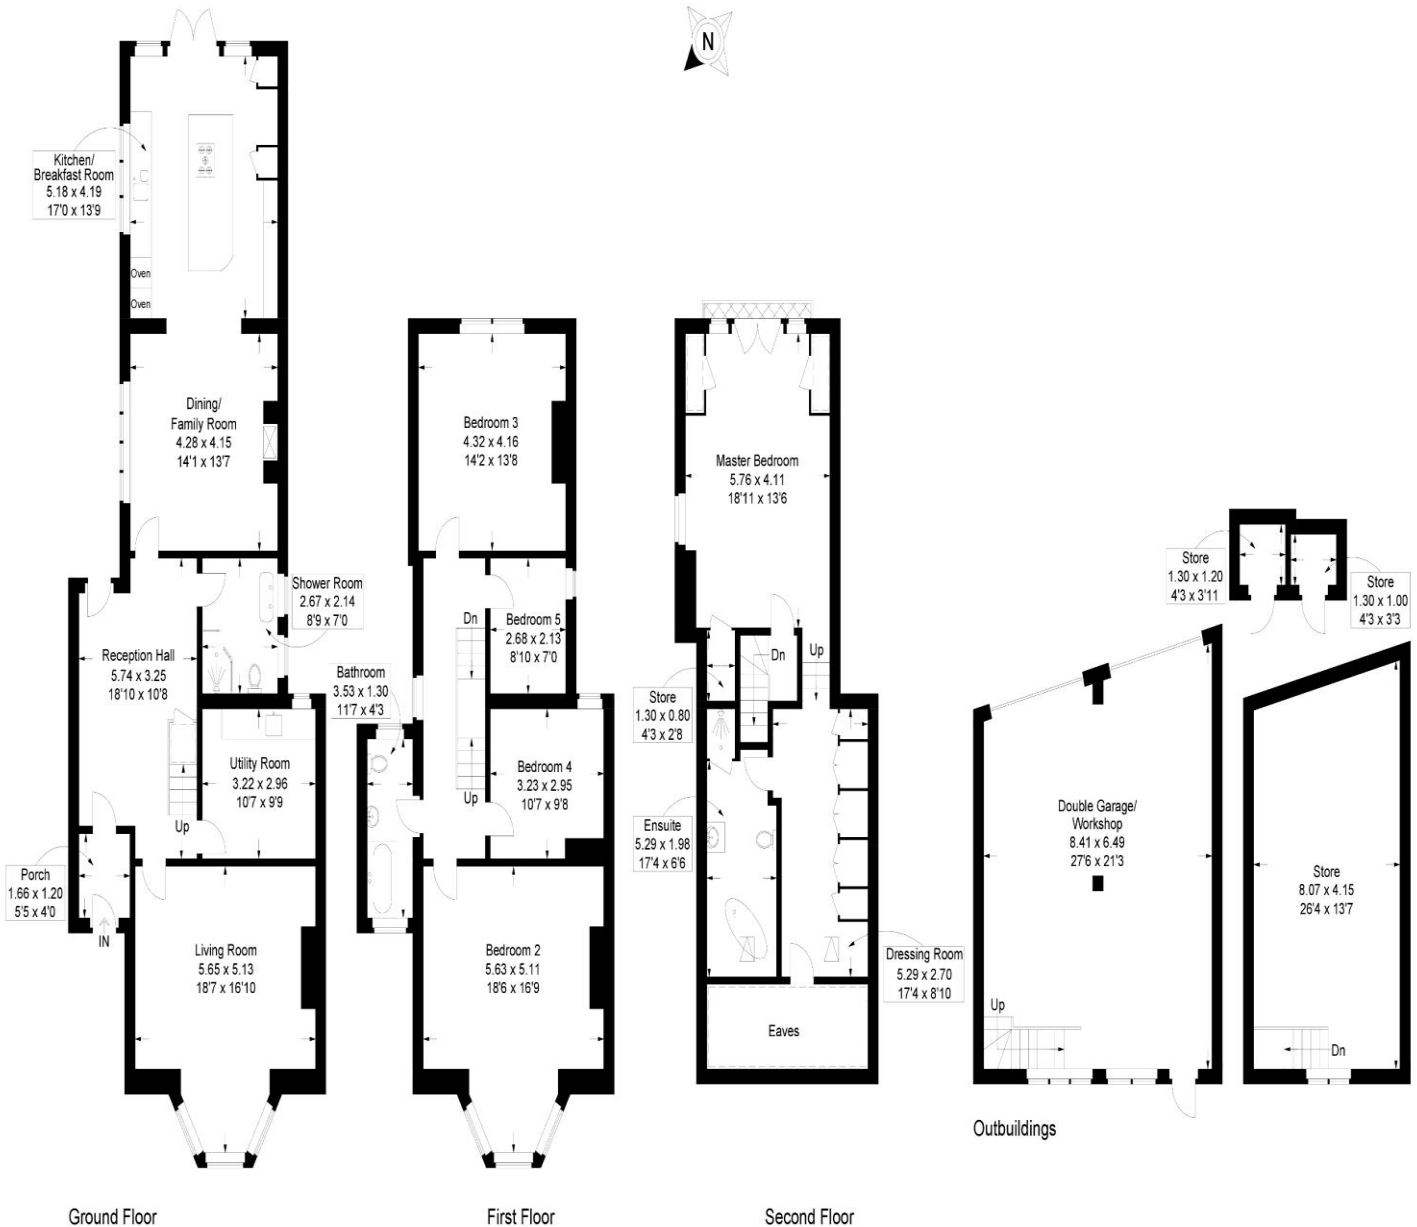 N
Kitchen/
Breakfast Room
5.18 x 4.19
17'0 x 13'9
Oven
Oven
Dining/
Family Room
4.28 x 4.15
14'1 x 13'7
Shower Room
2.67 x 2.14
8'9 x 7'0
Reception Hall
5.74 x 3.25
18'10 x 10'8
Utility Room
3.22 x 2.96
10'7 x 9'9
Up
Porch
1.66 x 1.20
5'5 x 4'0
IN
Living Room
5.65 x 5.13
18'7 x 16'10
Ground Floor
Bedroom 3
4.32 x 4.16
14'2 x 13'8
Dn
Bedroom 5
2.68 x 2.13
8'10 x 7'0
Bathroom
3.53 x 1.30
11'7 x 4'3
Up
Bedroom 4
3.23 x 2.95
10'7 x 9'8
Bedroom 2
5.63 x 5.11
18'6 x 16'9
First Floor
Master Bedroom
5.76 x 4.11
18'11 x 13'6
Dn
Up
Store
1.30 x 0.80
4'3 x 2'8
Ensuite
5.29 x 1.98
17'4 x 6'6
Dressing Room
5.29 x 2.70
17'4 x 8'10
Eaves
Second Floor
Store
1.30 x 1.20
4'3 x 3'11
Store
1.30 x 1.00
4'3 x 3'3
Double Garage/
Workshop
8.41 x 6.49
27'6 x 21'3
Up
Store
8.07 x 4.15
26'4 x 13'7
Dn
Outbuildings